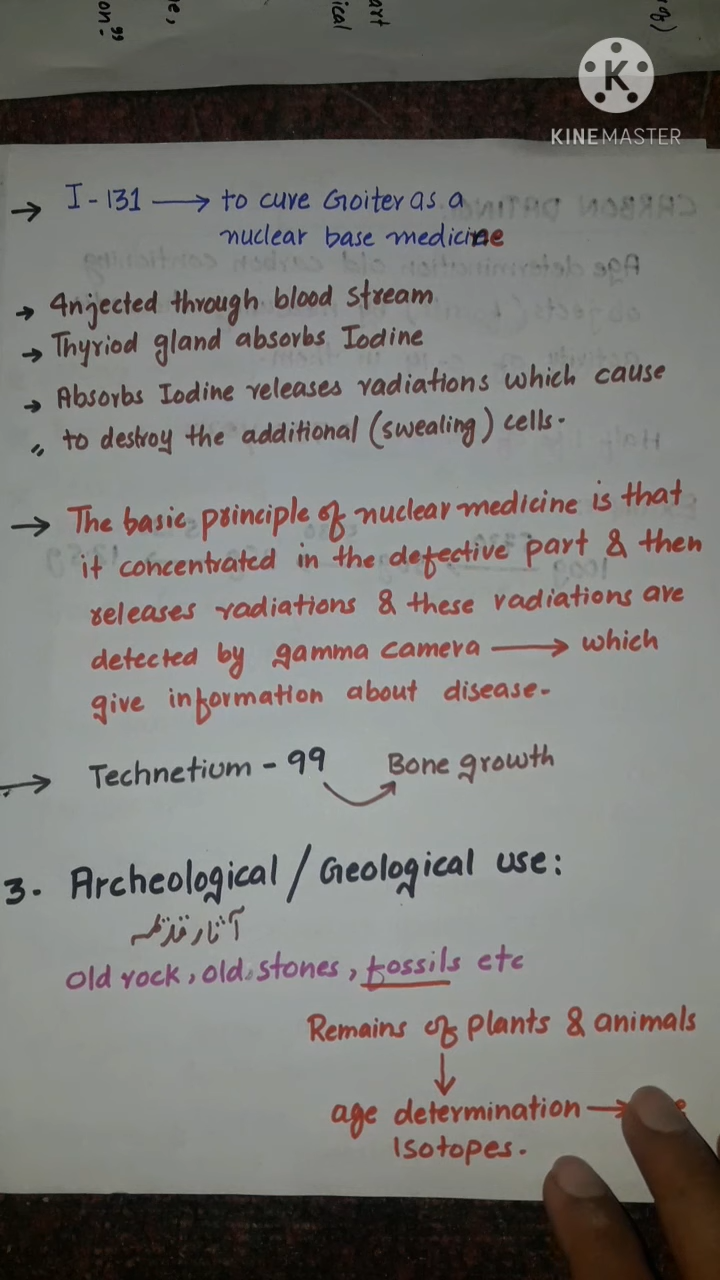 on"
e,
ical
art
K
KINEMASTER
→ I-131 → to cure Goiter as a
nuclear base medicine
→ Injected through blood stream
→ Thyriod gland absorbs Iodine
→ Absorbs Iodine releases radiations which cause
" to destroy the additional (swealing) cells.
→ The basic principle of nuclear medicine is that
it concentrated in the defective part & then
releases radiations & these radiations are
detected by gamma camera → which
give information about disease.
→ Technetium - 99 Bone growth
3. Archeological / Geological use:
آثار قدیمہ
old rock, old stones, fossils etc
Remains of plants & animals
↓
age determination →
Isotopes.